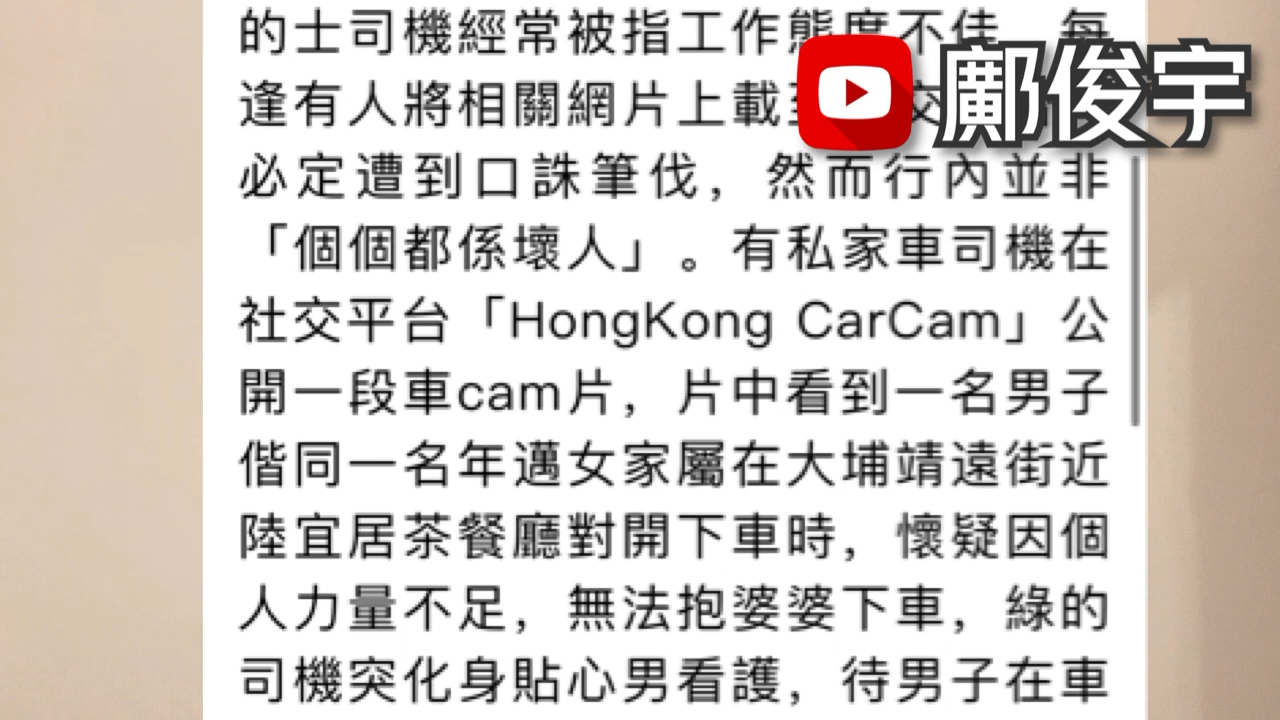 的士司機經常被指工作態度不佳，每
逢有人將相關網片上載
必定遭到口誅筆伐，然而行內並非
「個個都係壞人」。有私家車司機在
社交平台「HongKong CarCam」公
開一段車cam片，片中看到一名男子
偕同一名年邁女家屬在大埔靖遠街近
陸宜居茶餐廳對開下車時，懷疑因個
人力量不足，無法抱婆婆下車，綠的
司機突化身貼心男看護，待男子在車
鄺俊宇